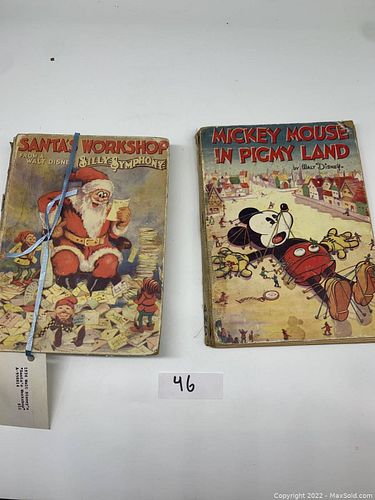 SANTA'S WORKSHOP
FROM A
WALT DISNEY
SILLY SYMPHONY
MICKEY MOUSE
IN PIGMY LAND
by WALT DISNEY
46
Copyright © 2022 - MaxSold.com